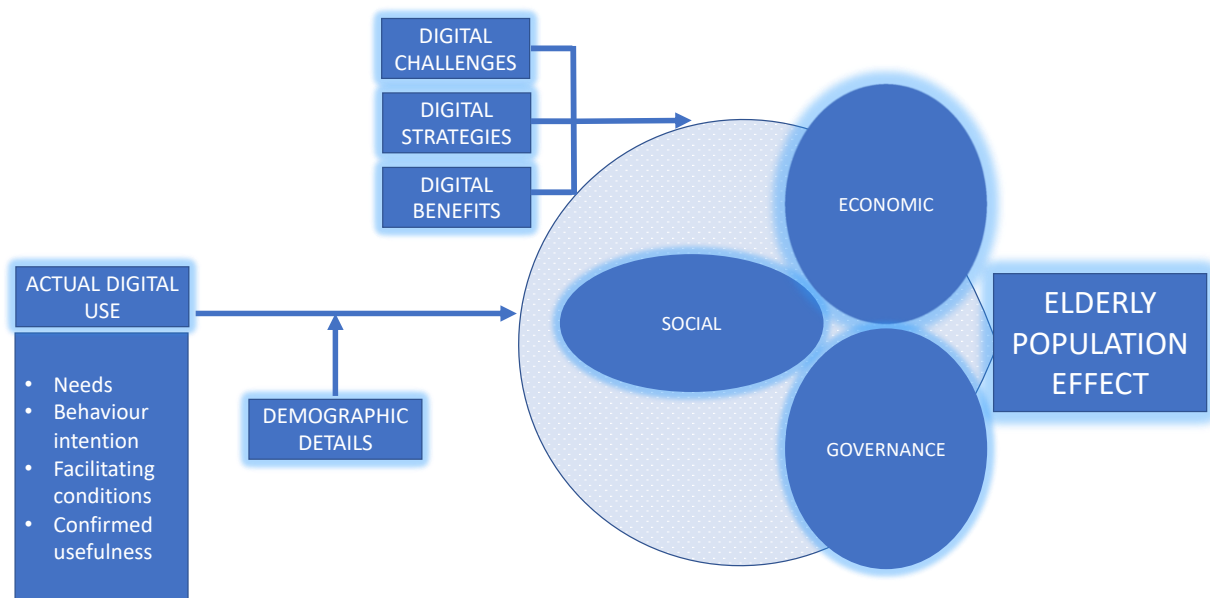 DIGITAL
CHALLENGES
DIGITAL
STRATEGIES
DIGITAL
BENEFITS
ECONOMIC
ACTUAL DIGITAL
USE
SOCIAL
ELDERLY
POPULATION
EFFECT
• Needs
• Behaviour
intention
• Facilitating
conditions
• Confirmed
usefulness
DEMOGRAPHIC
DETAILS
GOVERNANCE